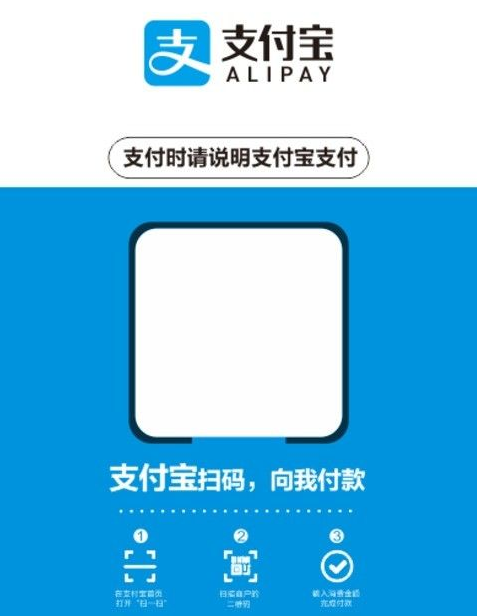 支
支付宝
ALIPAY
支付时请说明支付宝支付
支付宝扫码，向我付款
1 2 3
在支付宝首页 扫描商户的 输入消费金额
打开“扫一扫” 二维码 完成付款